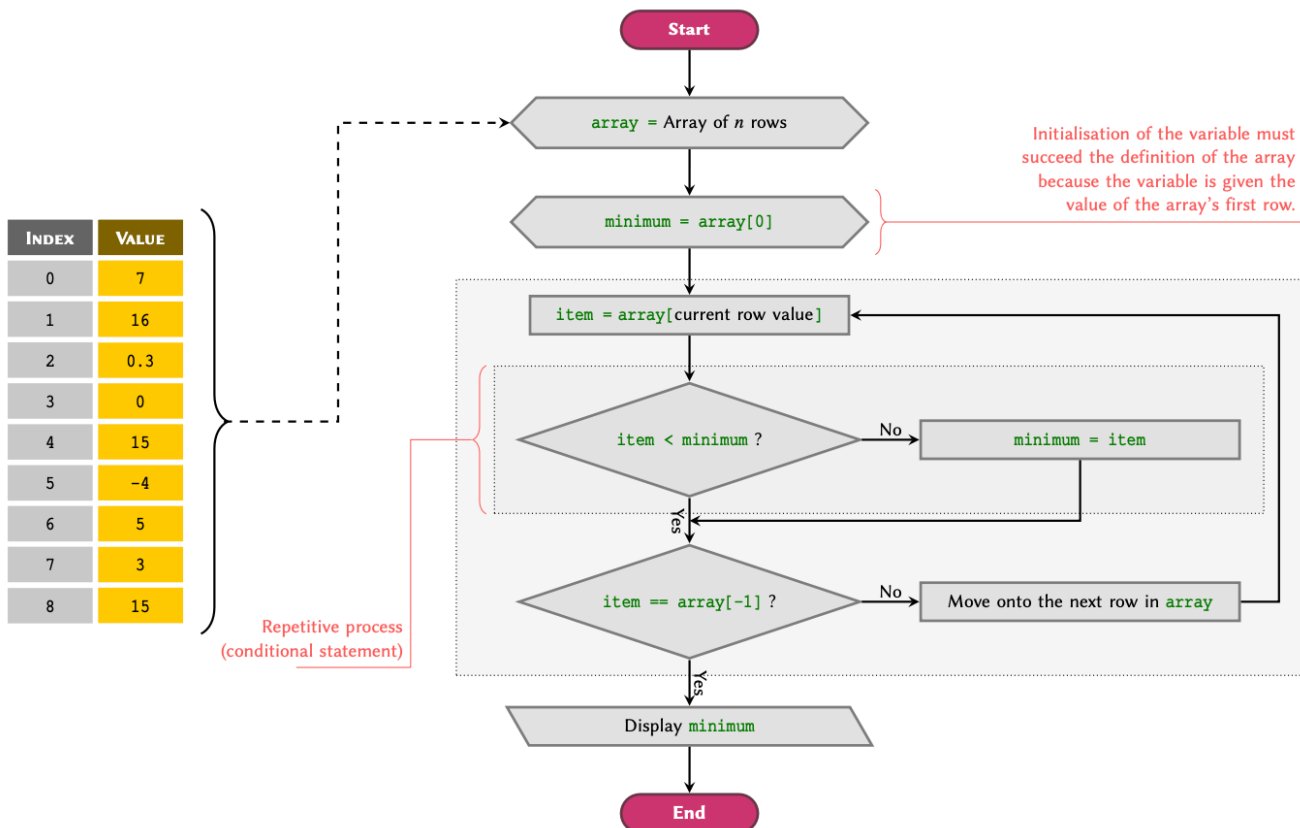 Start
array = Array of n rows
Initialisation of the variable must
succeed the definition of the array
because the variable is given the
value of the array's first row.
minimum = array[0]
INDEX VALUE
0 7
1 16
2 0.3
3 0
4 15
5 -4
6 5
7 3
8 15
item = array[current row value]
item < minimum ?
No
minimum = item
Yes
item == array[-1] ?
No
Move onto the next row in array
Repetitive process
(conditional statement)
Yes
Display minimum
End